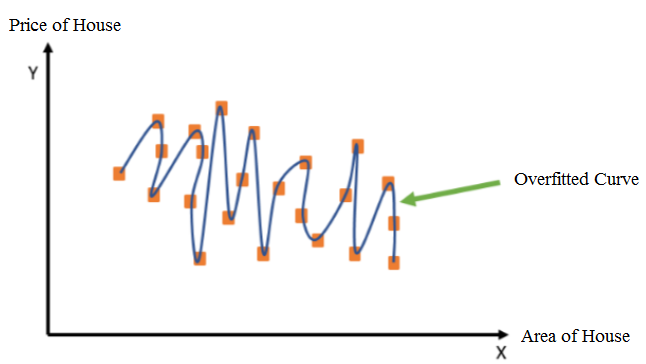 Price of House
Y
Overfitted Curve
Area of House
X